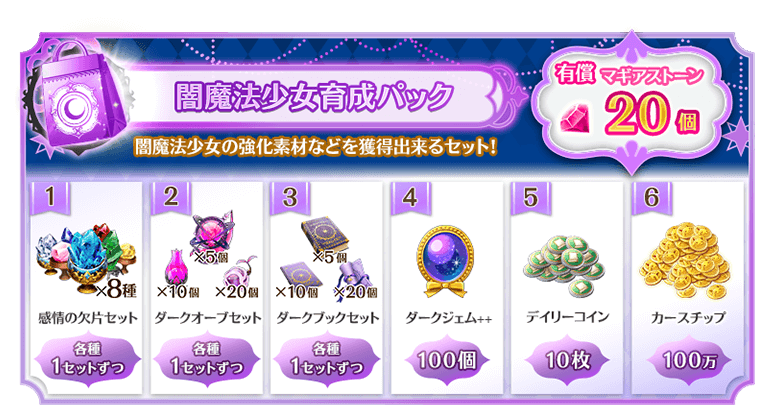 闇魔法少女育成パック
有償 マギアストーン
20個
闇魔法少女の強化素材などを獲得出来るセット!
1
×8種
感情の欠片セット
各種
1セットずつ
2
×5個
×10個 ×20個
ダークオーブセット
各種
1セットずつ
3
×5個
×10個 ×20個
ダークブックセット
各種
1セットずつ
4
ダークジェム++
100個
5
デイリーコイン
10枚
6
カースチップ
100万